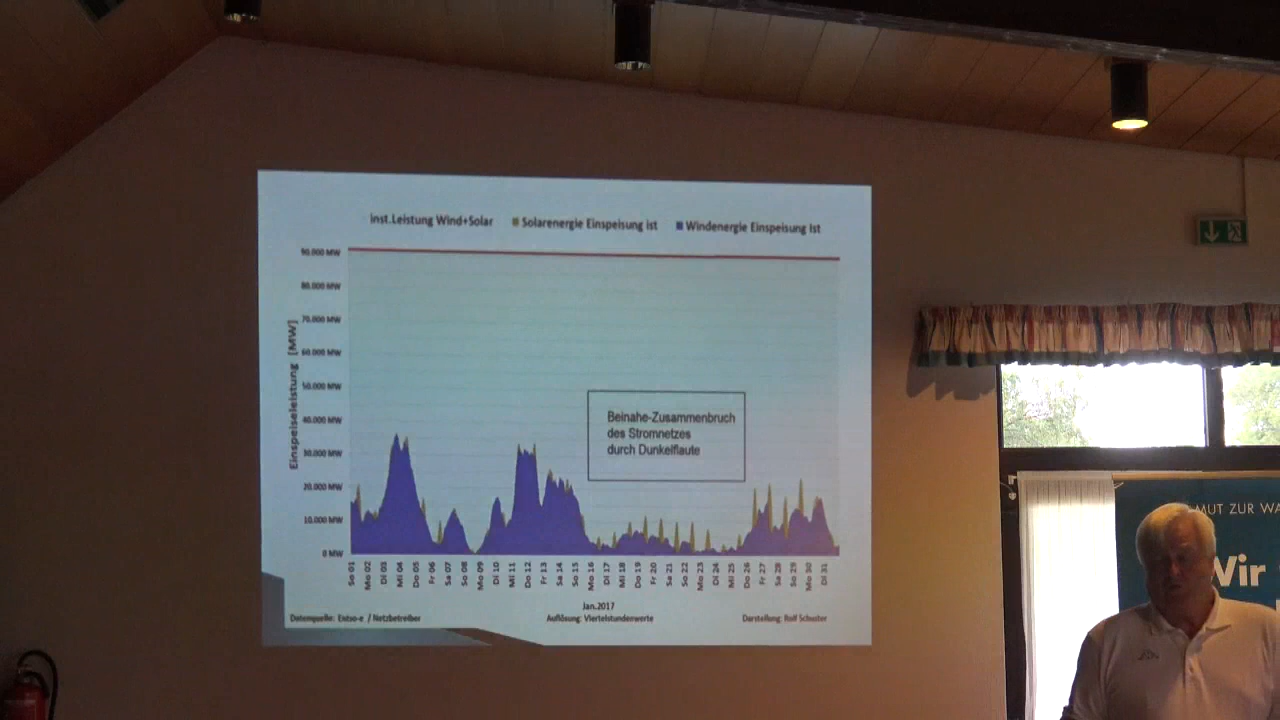 inst.Leistung Wind+Solar Solarenergie Einspeisung ist Windenergie Einspeisung Ist
90.000 MW
80.000 MW
70.000 MW
60.000 MW
50.000 MW
40.000 MW
30.000 MW
20.000 MW
10.000 MW
0 MW
Einspeiseleistung [MW]
Beinahe-Zusammenbruch
des Stromnetzes
durch Dunkelflaute
So 01 Mo 02 Di 03 Mi 04 Do 05 Fr 06 Sa 07 So 08 Mo 09 Di 10 Mi 11 Do 12 Fr 13 Sa 14 So 15 Mo 16 Di 17 Mi 18 Do 19 Fr 20 Sa 21 So 22 Mo 23 Di 24 Mi 25 Do 26 Fr 27 Sa 28 So 29 Mo 30 Di 31
Jan.2017
Datenquelle: Entso-e / Netzbetreiber Auflösung: Viertelstundenwerte Darstellung: Rolf Schuster
MUT ZUR WA
Wir